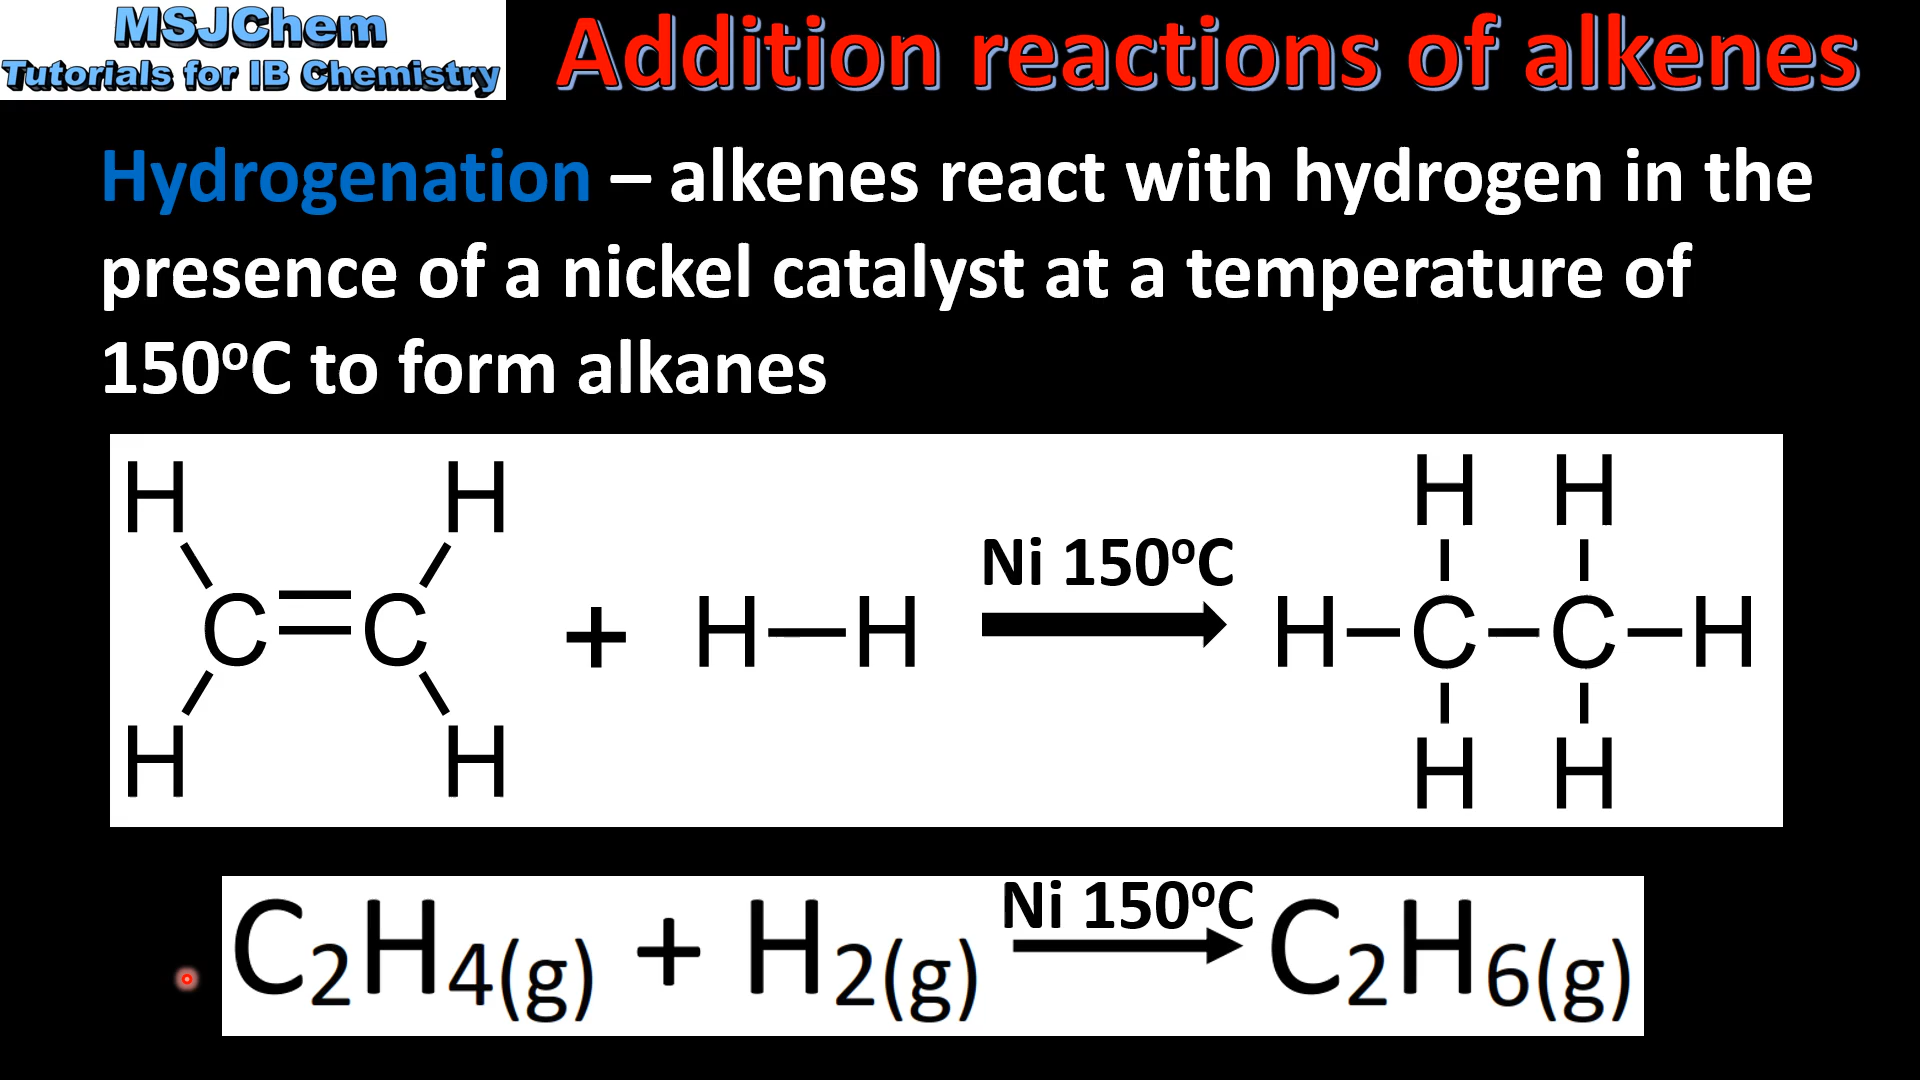 MSJChem
Tutorials for IB Chemistry
Addition reactions of alkenes
Hydrogenation – alkenes react with hydrogen in the
presence of a nickel catalyst at a temperature of
150ºC to form alkanes
H H
C=C
H H
+
H—H
Ni 150ºC
H H
H—C—C—H
H H
Ni 150ºC
C₂H₄(g) + H₂(g) → C₂H₆(g)